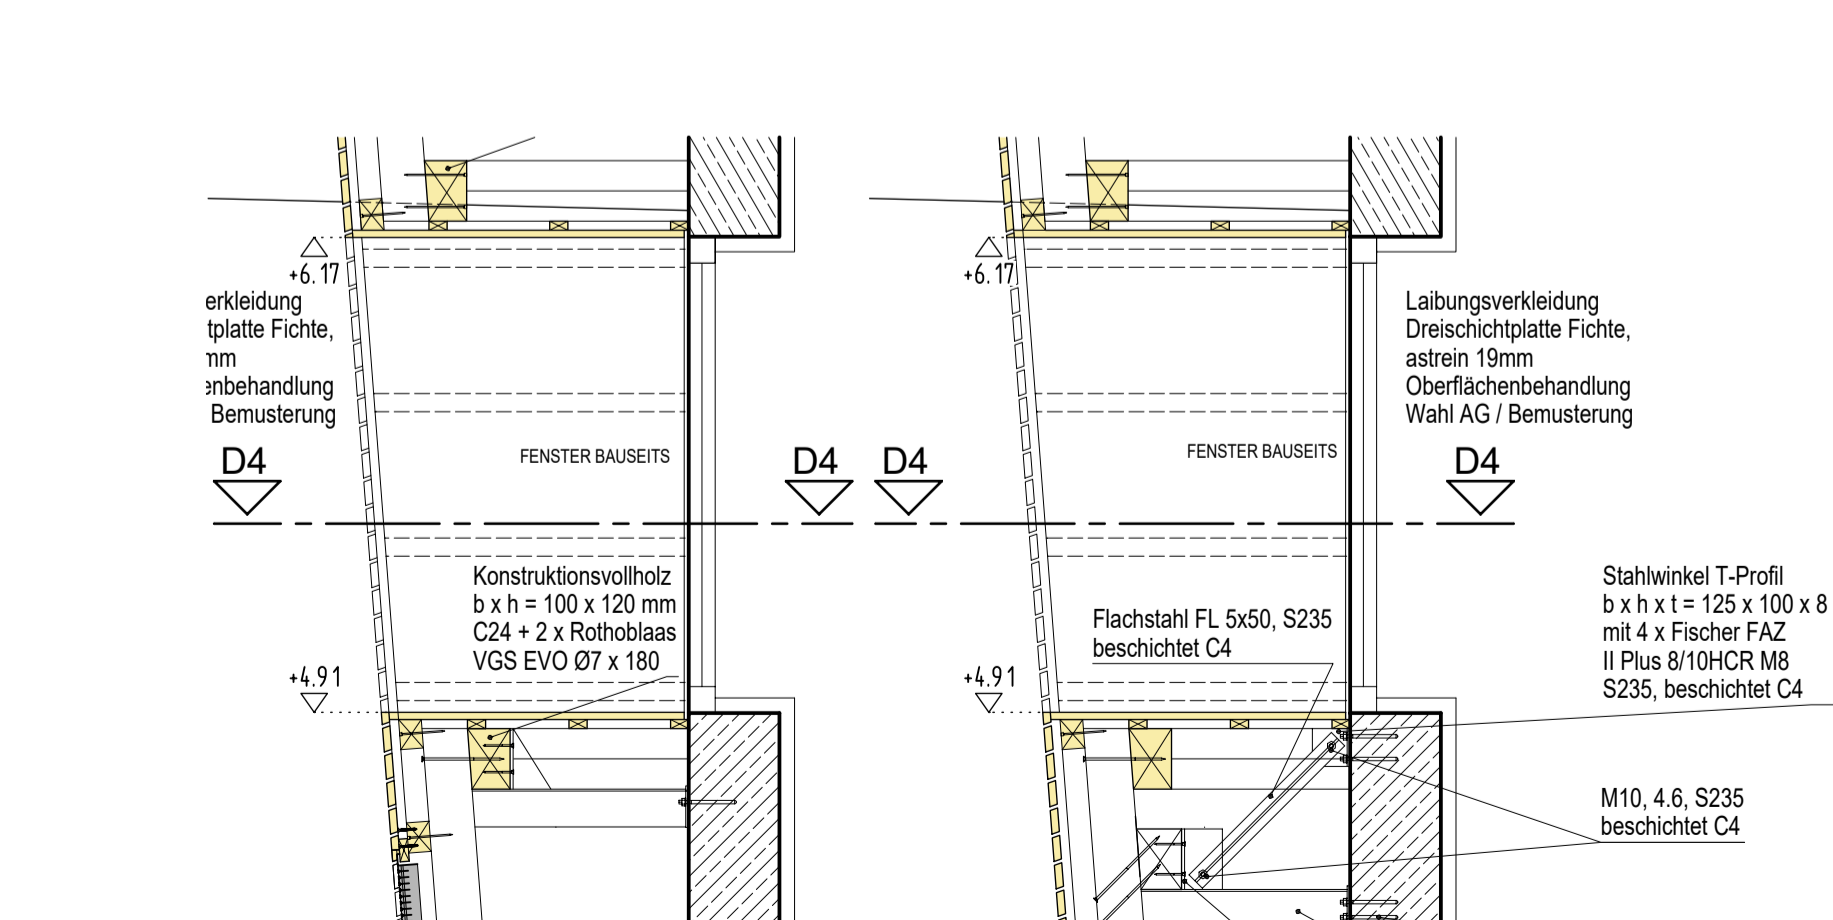 +6.17
erkleidung
tplatte Fichte,
mm
enbehandlung
Bemusterung
D4
FENSTER BAUSEITS
D4
Konstruktionsvollholz
b x h = 100 x 120 mm
C24 + 2 x Rothoblaas
VGS EVO Ø7 x 180
+4.91
+6.17
Laibungsverkleidung
Dreischichtplatte Fichte,
astrein 19mm
Oberflächenbehandlung
Wahl AG / Bemusterung
D4
FENSTER BAUSEITS
D4
Flachstahl FL 5x50, S235
beschichtet C4
Stahlwinkel T-Profil
b x h x t = 125 x 100 x 8
mit 4 x Fischer FAZ
II Plus 8/10HCR M8
S235, beschichtet C4
+4.91
M10, 4.6, S235
beschichtet C4